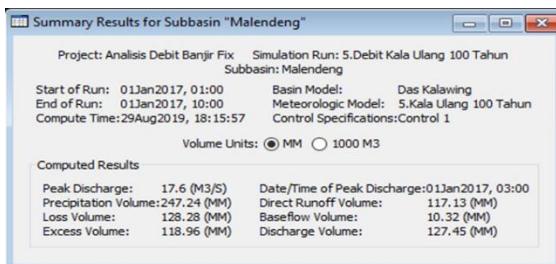 Summary Results for Subbasin "Malendeng"
Project: Analisis Debit Banjir Fix Simulation Run: 5.Debit Kala Ulang 100 Tahun
Subbasin: Malendeng
Start of Run: 01Jan2017, 01:00 Basin Model: Das Kalawing
End of Run: 01Jan2017, 10:00 Meteorologic Model: 5.Kala Ulang 100 Tahun
Compute Time:29Aug2019, 18:15:57 Control Specifications:Control 1
Volume Units: MM 1000 M3
Computed Results
Peak Discharge: 17.6 (M3/S) Date/Time of Peak Discharge:01Jan2017, 03:00
Precipitation Volume:247.24 (MM) Direct Runoff Volume: 117.13 (MM)
Loss Volume: 128.28 (MM) Baseflow Volume: 10.32 (MM)
Excess Volume: 118.96 (MM) Discharge Volume: 127.45 (MM)